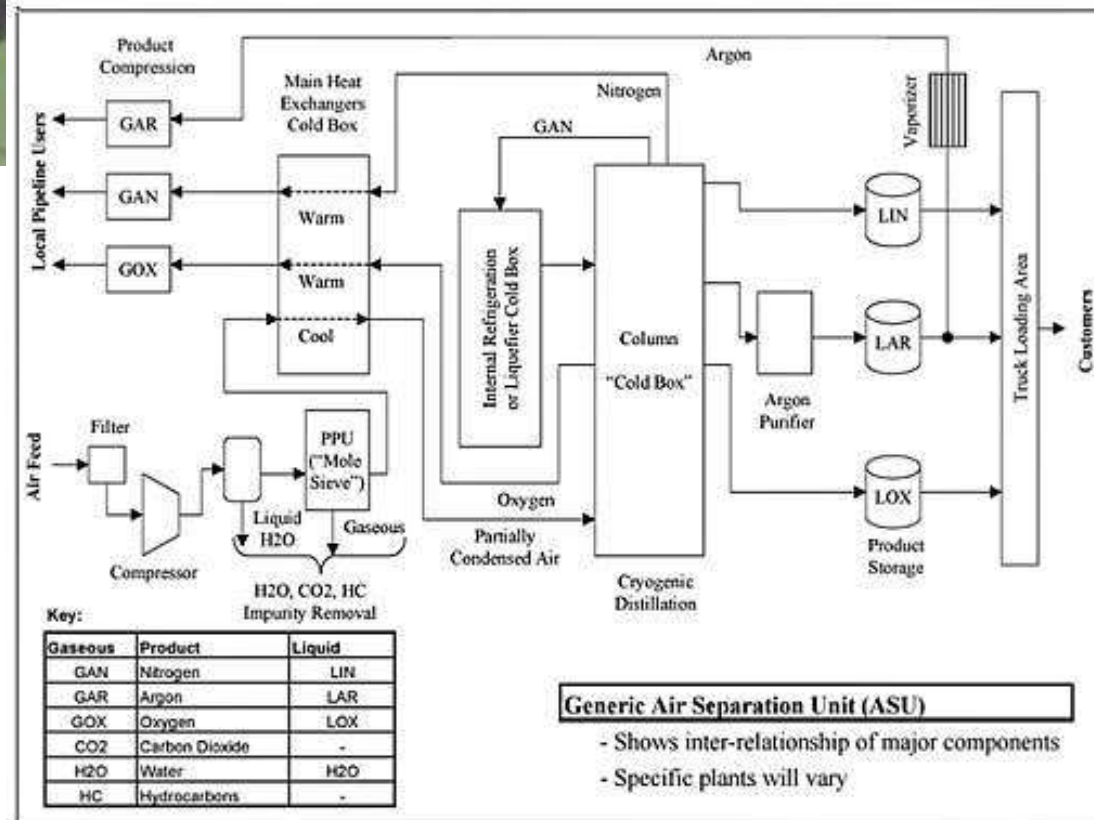 Product
Compression
Main Heat
Exchangers
Cold Box
Argon
Nitrogen
GAN
Vaporizer
Local Pipeline Users
GAR
GAN
GOX
Warm
Warm
Cool
Internal Refrigeration
or Liquefier Cold Box
Column
"Cold Box"
LIN
LAR
LOX
Argon
Purifier
Truck Loading Area
Customers
Air Feed
Filter
Compressor
PPU
("Mole
Sieve")
Liquid
H2O
Gaseous
H2O, CO2, HC
Impurity Removal
Oxygen
Partially
Condensed Air
Cryogenic
Distillation
Product
Storage
Key:
Gaseous Product Liquid
GAN Nitrogen LIN
GAR Argon LAR
GOX Oxygen LOX
CO2 Carbon Dioxide -
H2O Water H2O
HC Hydrocarbons -
Generic Air Separation Unit (ASU)
- Shows inter-relationship of major components
- Specific plants will vary